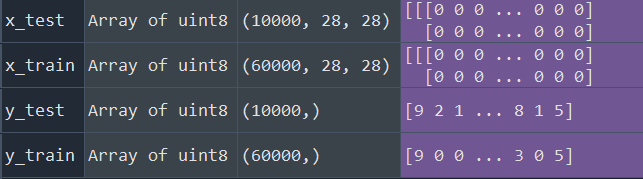 x_test Array of uint8 (10000, 28, 28) [[[0 0 0 ... 0 0 0]
[0 0 0 ... 0 0 0]
x_train Array of uint8 (60000, 28, 28) [[[0 0 0 ... 0 0 0]
[0 0 0 ... 0 0 0]
y_test Array of uint8 (10000,) [9 2 1 ... 8 1 5]
y_train Array of uint8 (60000,) [9 0 0 ... 3 0 5]